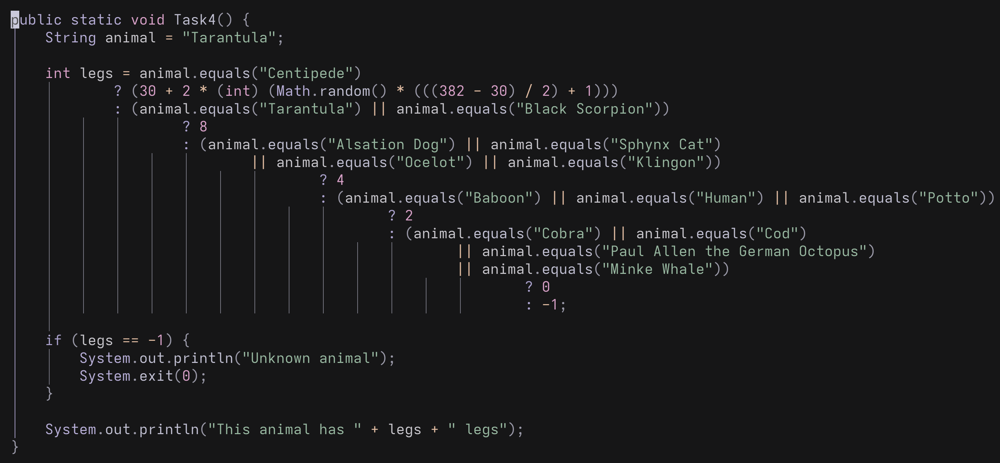 public static void Task4() {
    String animal = "Tarantula";
    int legs = animal.equals("Centipede")
            ? (30 + 2 * (int) (Math.random() * (((382 - 30) / 2) + 1)))
            : (animal.equals("Tarantula") || animal.equals("Black Scorpion"))
                    ? 8
                    : (animal.equals("Alsation Dog") || animal.equals("Sphynx Cat")
                            || animal.equals("Ocelot") || animal.equals("Klingon"))
                                    ? 4
                                    : (animal.equals("Baboon") || animal.equals("Human") || animal.equals("Potto"))
                                            ? 2
                                            : (animal.equals("Cobra") || animal.equals("Cod")
                                                    || animal.equals("Paul Allen the German Octopus")
                                                    || animal.equals("Minke Whale"))
                                                            ? 0
                                                            : -1;
    if (legs == -1) {
        System.out.println("Unknown animal");
        System.exit(0);
    }
    System.out.println("This animal has " + legs + " legs");
}